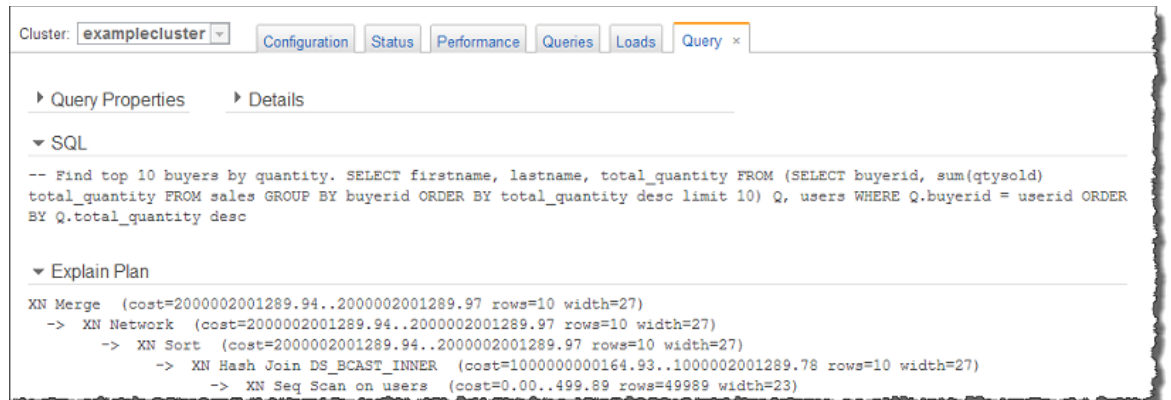 Cluster: examplecluster Configuration Status Performance Queries Loads Query ×
Query Properties Details
SQL
-- Find top 10 buyers by quantity. SELECT firstname, lastname, total_quantity FROM (SELECT buyerid, sum(qtysold)
total_quantity FROM sales GROUP BY buyerid ORDER BY total_quantity desc limit 10) Q, users WHERE Q.buyerid = userid ORDER
BY Q.total_quantity desc
Explain Plan
XN Merge (cost=2000002001289.94..2000002001289.97 rows=10 width=27)
-> XN Network (cost=2000002001289.94..2000002001289.97 rows=10 width=27)
-> XN Sort (cost=2000002001289.94..2000002001289.97 rows=10 width=27)
-> XN Hash Join DS_BCAST_INNER (cost=1000000000164.93..1000002001289.78 rows=10 width=27)
-> XN Seq Scan on users (cost=0.00..499.89 rows=49989 width=23)